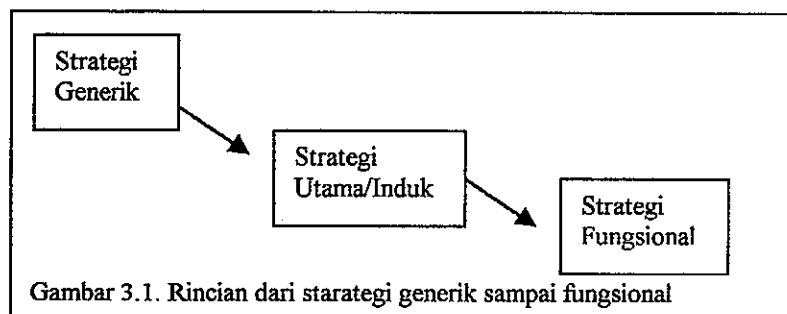 Strategi
Generik
Strategi
Utama/Induk
Strategi
Fungsional
Gambar 3.1. Rincian dari starategi generik sampai fungsional